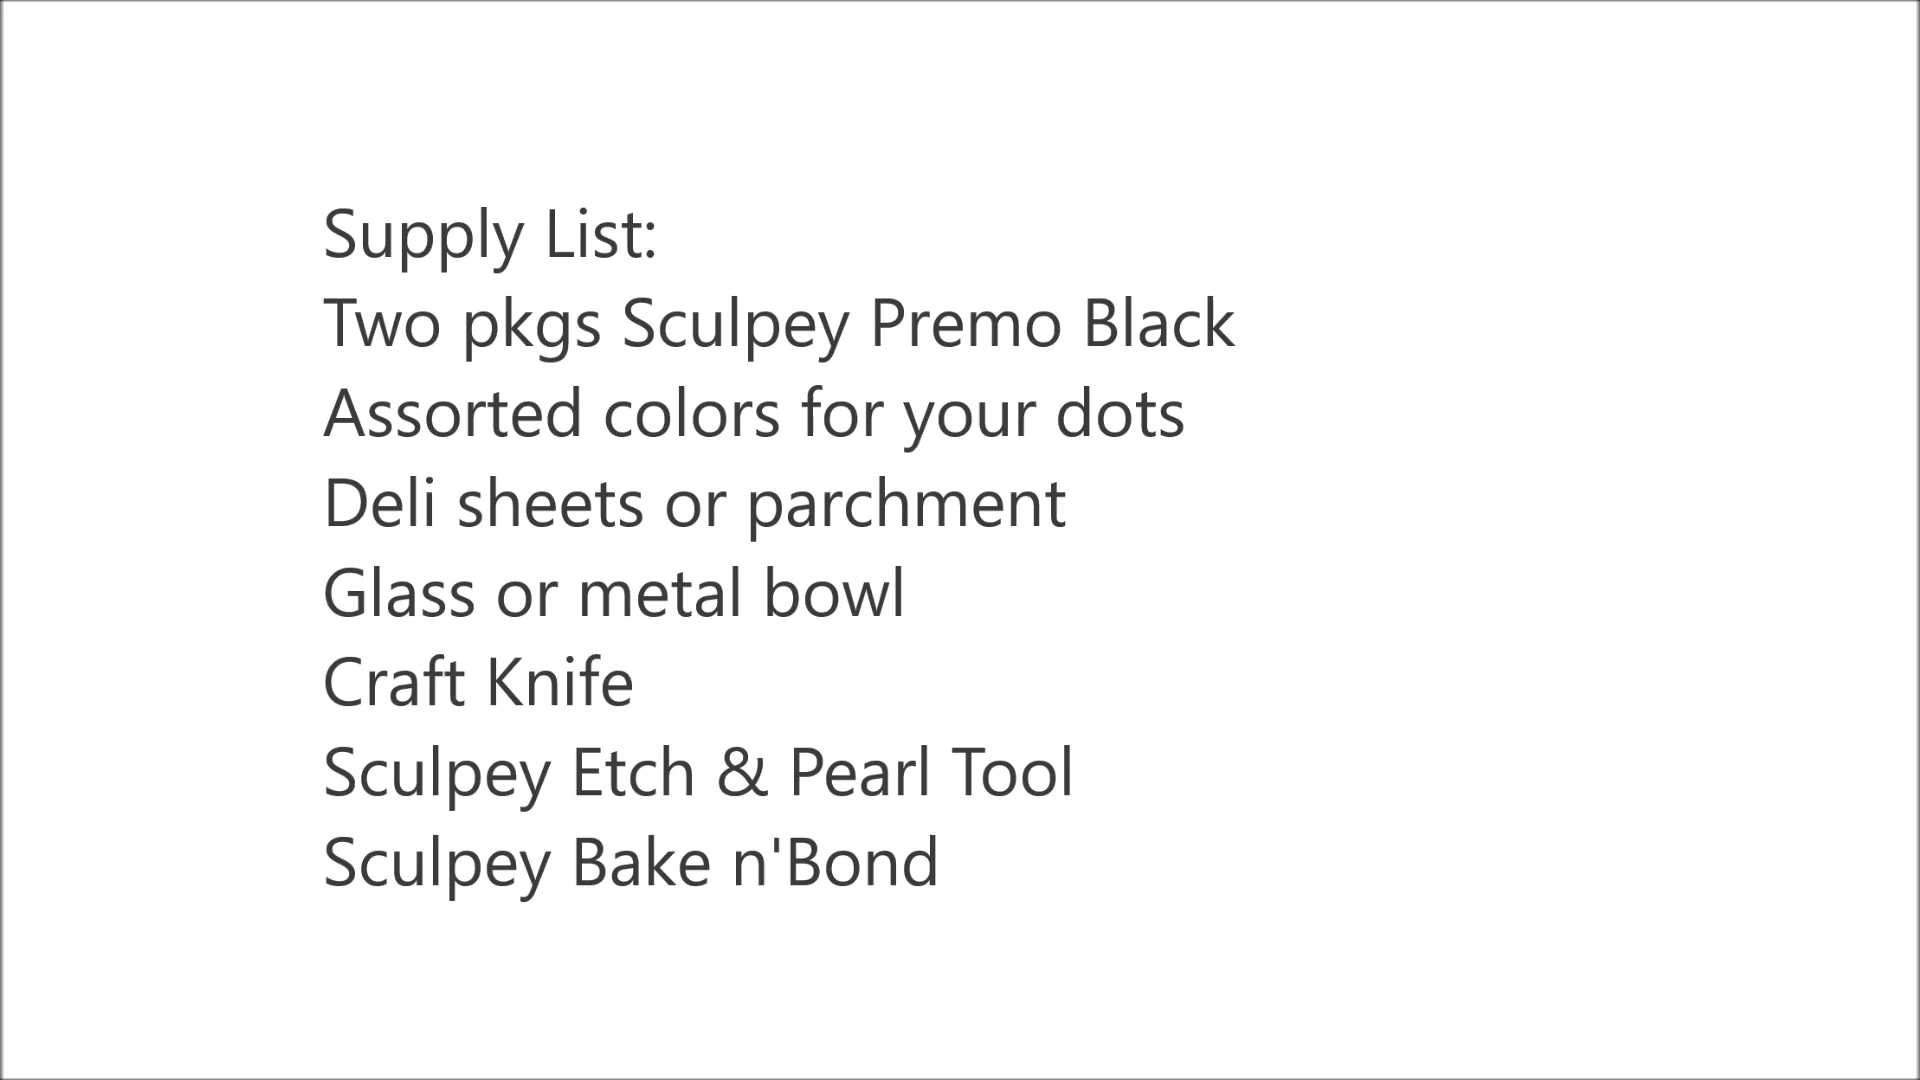 Supply List:
Two pkgs Sculpey Premo Black
Assorted colors for your dots
Deli sheets or parchment
Glass or metal bowl
Craft Knife
Sculpey Etch & Pearl Tool
Sculpey Bake n'Bond